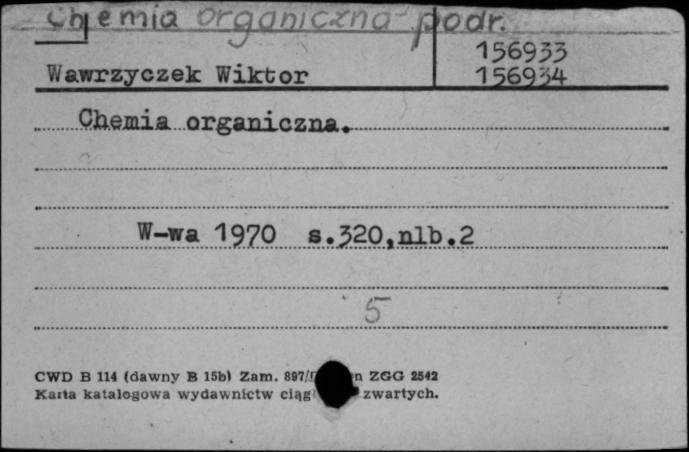 Chemia organiczna - podr.
156933
Wawrzyczek Wiktor
156934
Chemia organiczna.
W-wa 1970 s.320,nlb.2
5
CWD B 114 (dawny B 15b) Zam. 897/ n ZGG 2542
Karta katalogowa wydawnictw ciąg zwartych.